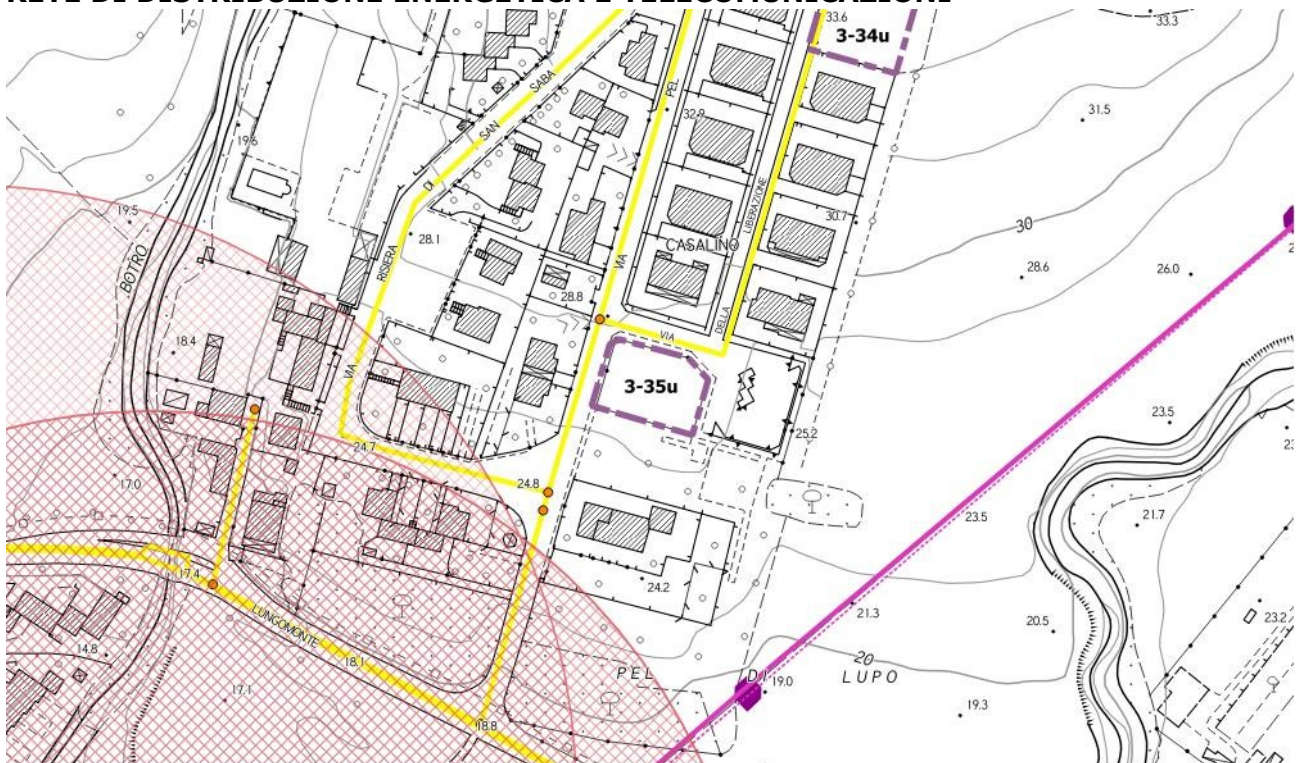 RETE DI DISTRIBUZIONE ENERGETICA E TELECOMUNICAZIONI
33.6
3-34u
33.3
SABA
SAN
DI
PEL
32.9
31.5
19.6
19.5
BOTRO
28.1
RISIERA
VIA
LIBERAZIONE
30.7
30
CASALINO
28.6
26.0
28.8
VIA
DELLA
18.4
VIA
3-35u
23.5
25.2
24.7
24.8
17.0
23.5
21.7
17.4
24.2
21.3
20.5
23.2
LUNGOMONTE
14.8
18.1
17.1
PEL DI LUPO
20
19.0
19.3
18.8